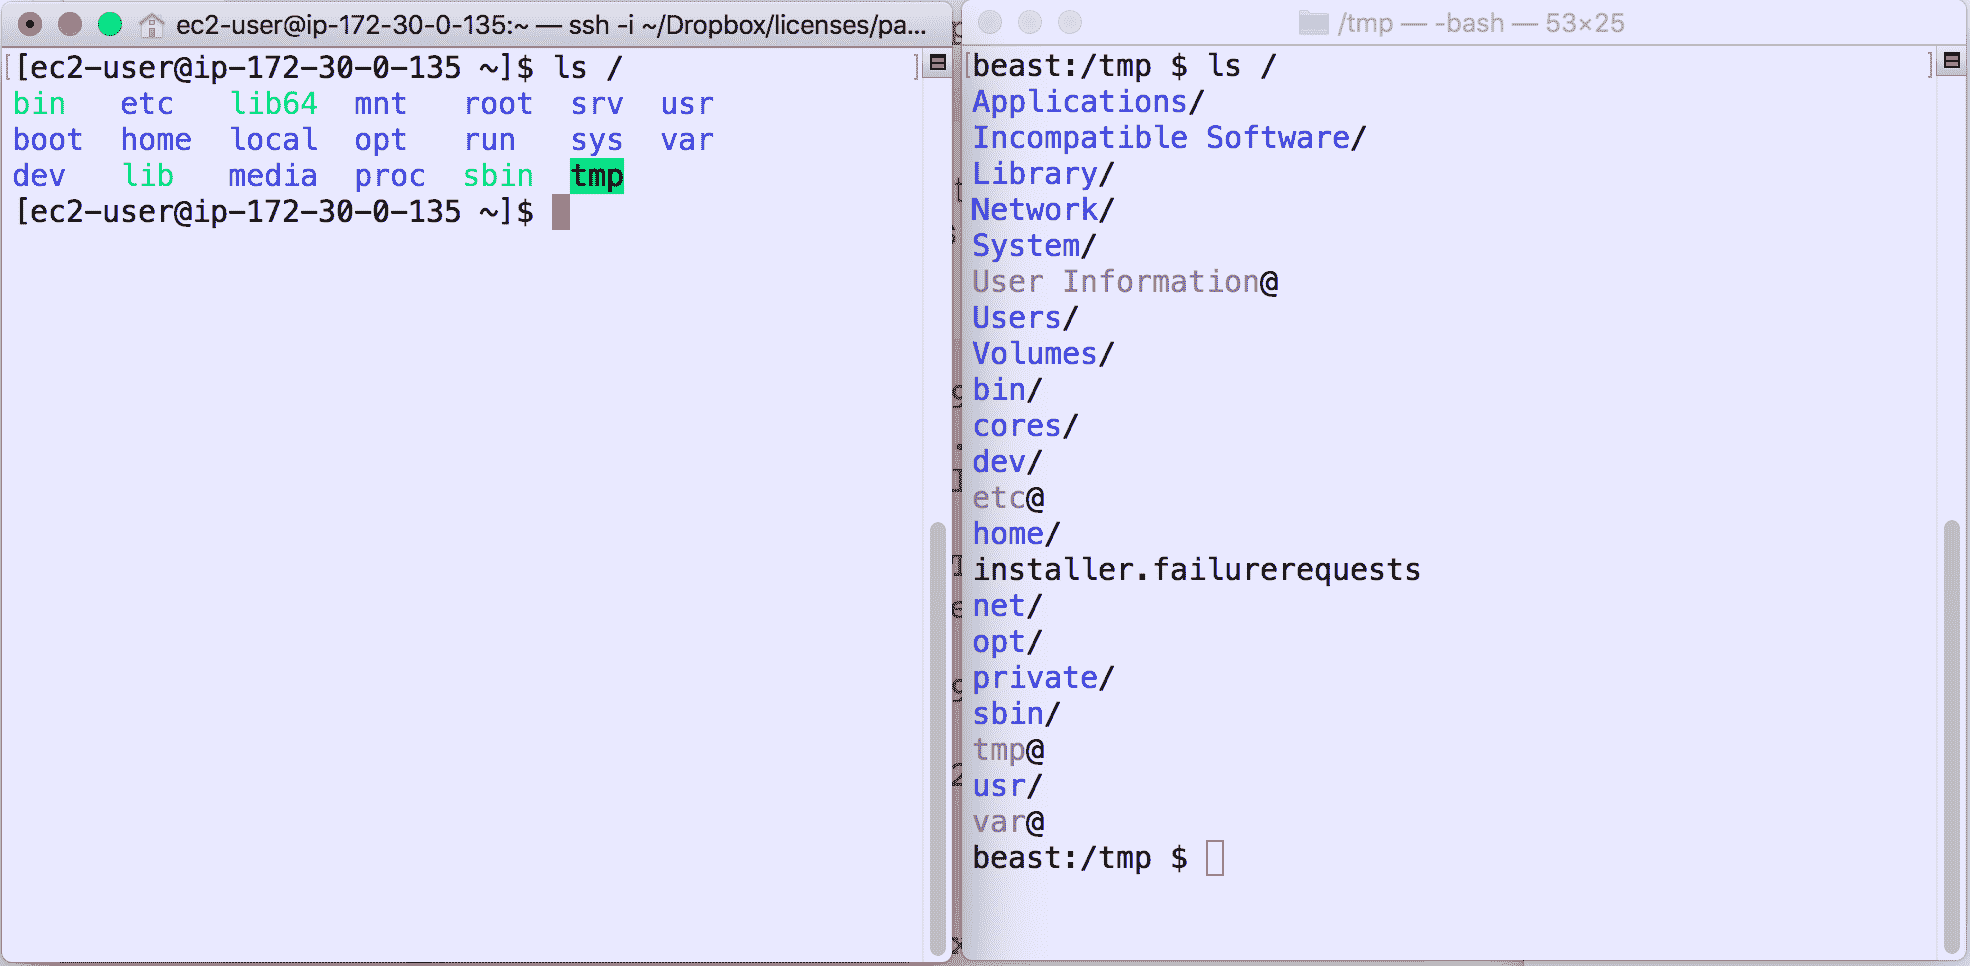 ec2-user@ip-172-30-0-135:~ — ssh -i ~/Dropbox/licenses/pa...
[ec2-user@ip-172-30-0-135 ~]$ ls /
bin etc lib64 mnt root srv usr
boot home local opt run sys var
dev lib media proc sbin tmp
[ec2-user@ip-172-30-0-135 ~]$
/tmp — -bash — 53×25
beast:/tmp $ ls /
Applications/
Incompatible Software/
Library/
Network/
System/
User Information@
Users/
Volumes/
bin/
cores/
dev/
etc@
home/
installer.failurerequests
net/
opt/
private/
sbin/
tmp@
usr/
var@
beast:/tmp $